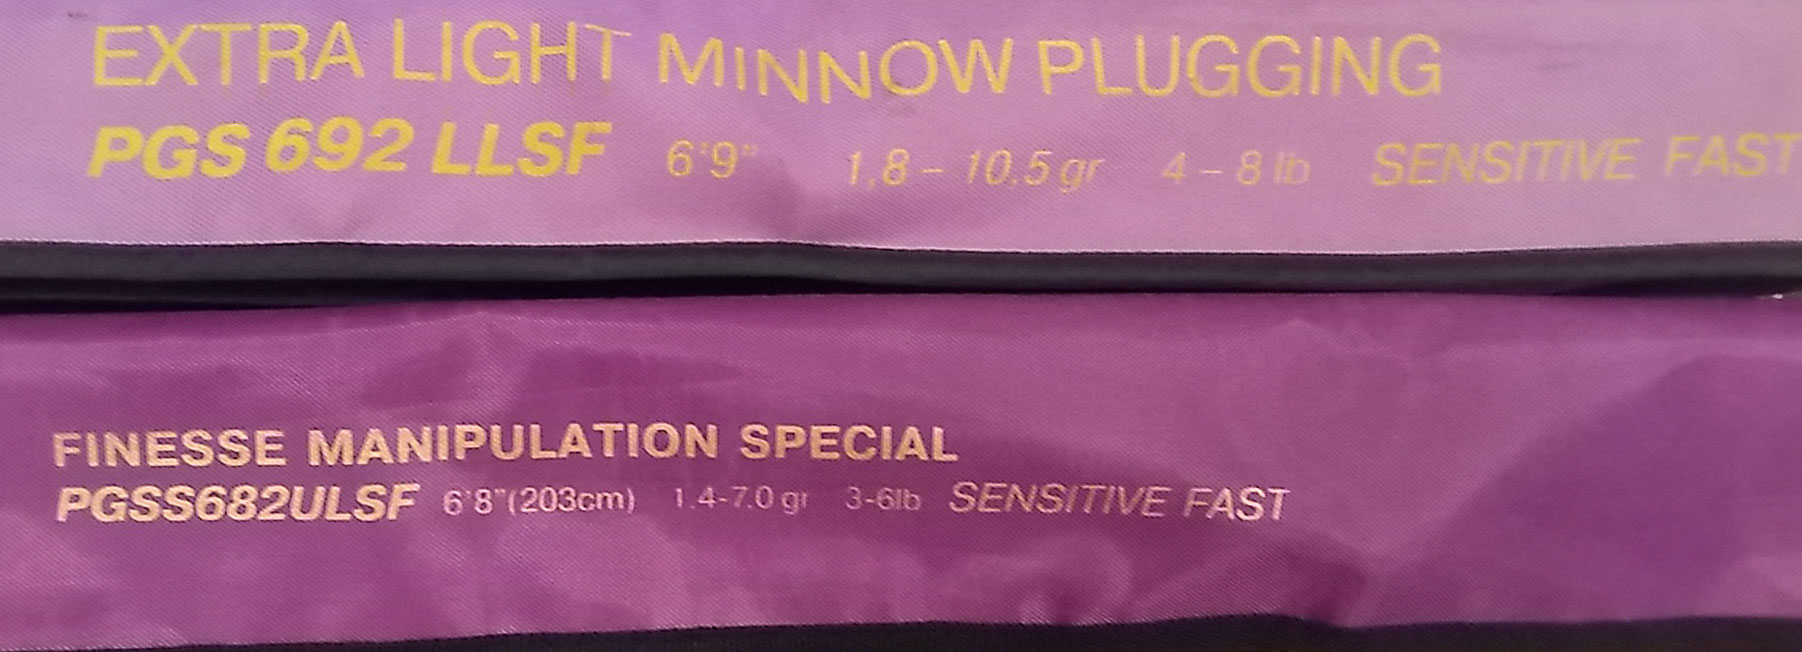 EXTRA LIGHT MINNOW PLUGGING
PGS 692 LLSF 6'9" 1,8 – 10,5 gr 4 – 8 lb SENSITIVE FAST
FINESSE MANIPULATION SPECIAL
PGSS682ULSF 6'8"(203cm) 1.4-7.0 gr 3-6lb SENSITIVE FAST